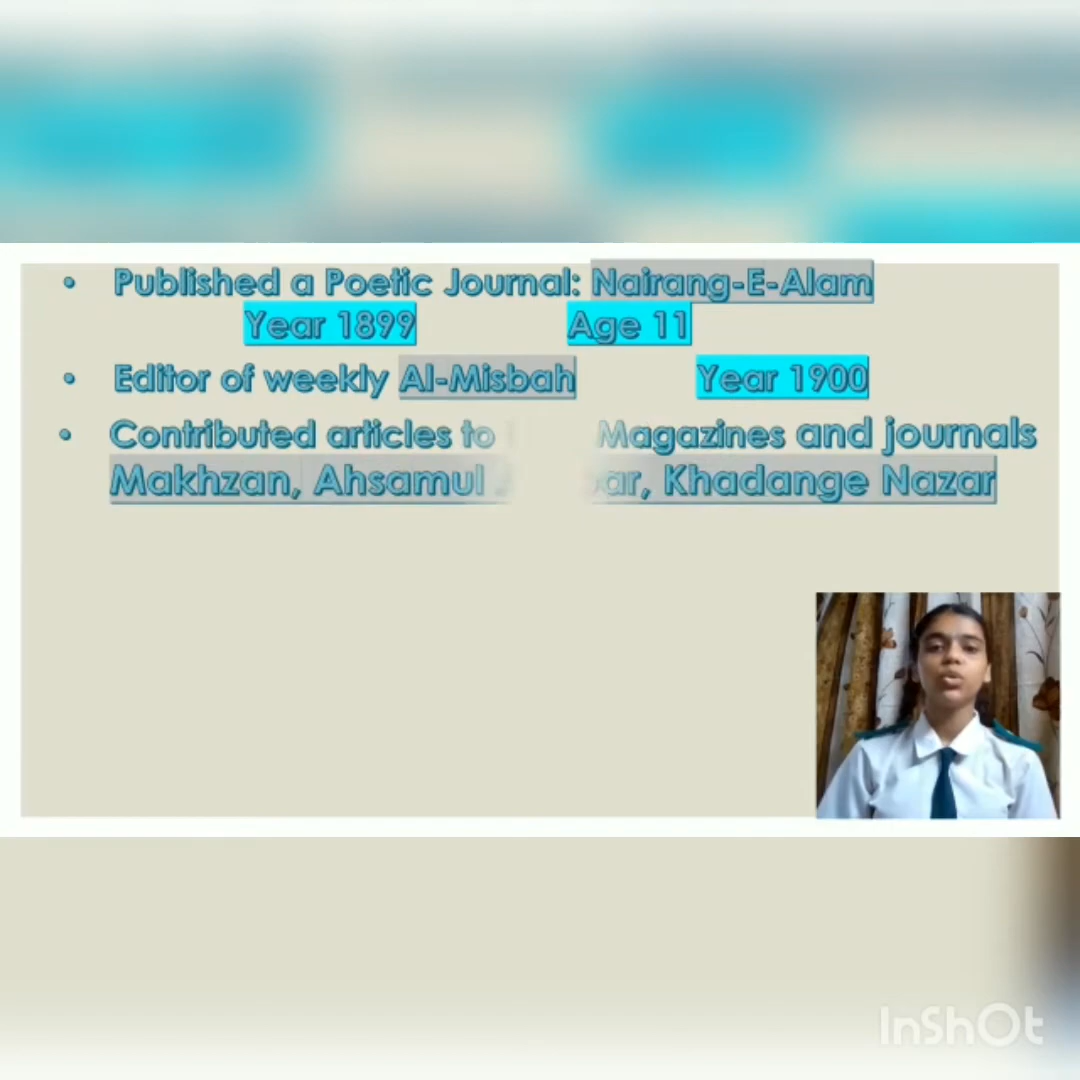 • Published a Poetic Journal: Nairang-E-Alam
Year 1899 Age 11
• Editor of weekly Al-Misbah Year 1900
• Contributed articles to Magazines and journals
Makhzan, Ahsamul Khadange Nazar
InShOt